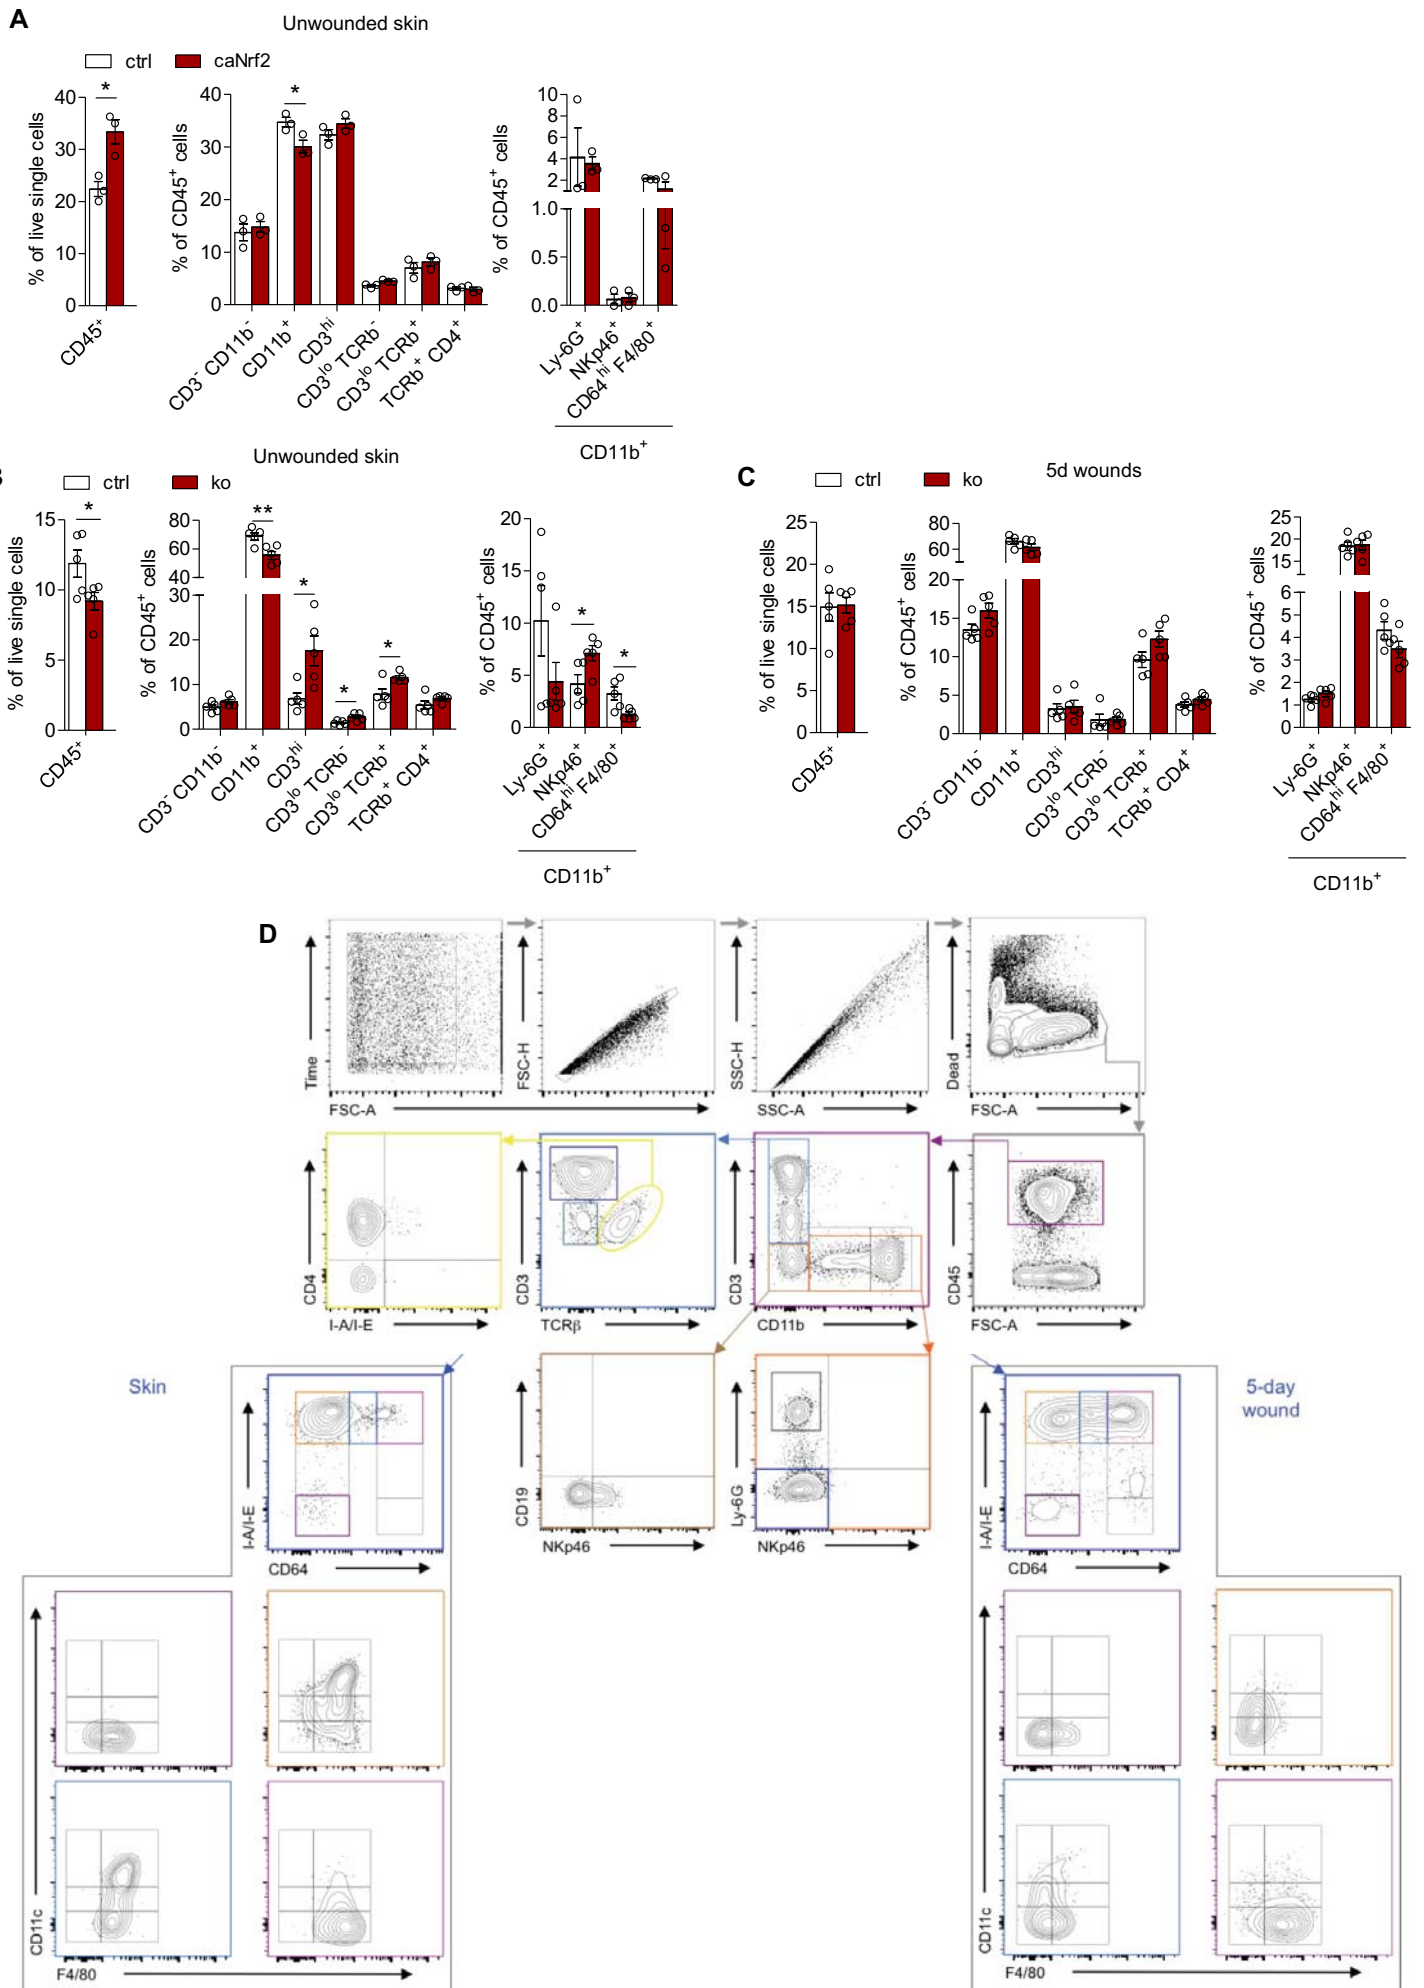 A
Unwounded skin
ctrl
caNrf2
% of live single cells
40
30
20
10
0
*
CD45+
% of CD45+ cells
40
30
20
10
0
*
CD3- CD11b-
CD11b+
CD3hi
CD3lo TCRb-
CD3lo TCRb+
TCRb+ CD4+
% of CD45+ cells
10
8
6
4
2
1.0
0.5
0.0
Ly-6G+
NKp46+
CD64hi F4/80+
CD11b+
Unwounded skin
ctrl
ko
% of live single cells
15
10
5
0
*
CD45+
% of CD45+ cells
80
60
40
30
20
10
0
**
*
*
*
CD3- CD11b-
CD11b+
CD3hi
CD3lo TCRb-
CD3lo TCRb+
TCRb+ CD4+
% of CD45+ cells
20
15
10
5
0
*
*
Ly-6G+
NKp46+
CD64hi F4/80+
CD11b+
C
5d wounds
ctrl
ko
% of live single cells
25
20
15
10
5
0
CD45+
% of CD45+ cells
80
60
20
15
10
5
0
CD3- CD11b-
CD11b+
CD3hi
CD3lo TCRb-
CD3lo TCRb+
TCRb+ CD4+
% of CD45+ cells
25
20
15
6
4
3
2
1
0
Ly-6G+
NKp46+
CD64hi F4/80+
CD11b+
D
Time
FSC-A
FSC-H
SSC-H
SSC-A
Dead
FSC-A
CD4
I-A/I-E
CD3
TCRβ
CD3
CD11b
CD45
FSC-A
Skin
I-A/I-E
CD64
CD19
NKp46
Ly-6G
NKp46
5-day
wound
I-A/I-E
CD64
CD11c
F4/80
CD11c
F4/80